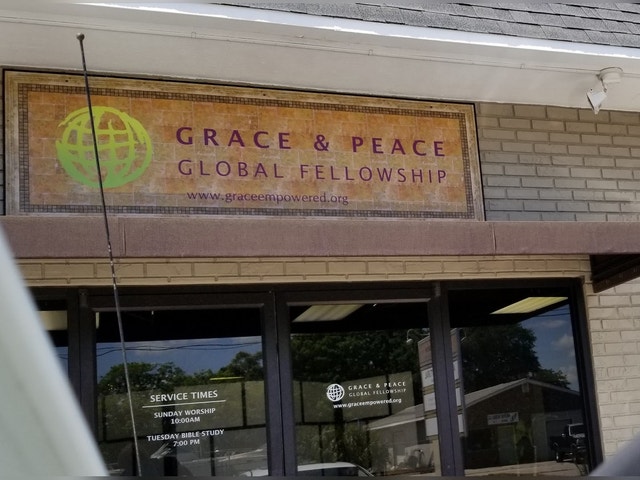 GRACE & PEACE
GLOBAL FELLOWSHIP
www.graceempowered.org
SERVICE TIMES
SUNDAY WORSHIP
10:00AM
TUESDAY BIBLE STUDY
7:00 PM
GRACE & PEACE
GLOBAL FELLOWSHIP
www.graceempowered.org